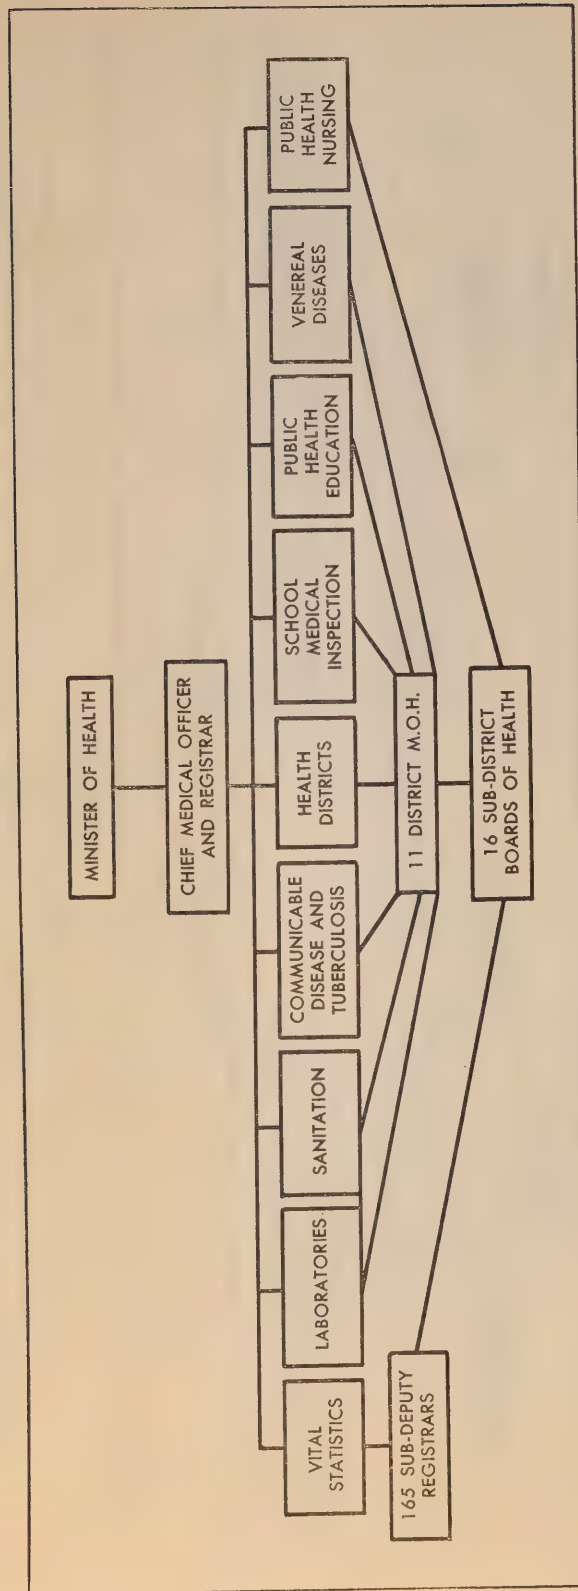 MINISTER OF HEALTH
CHIEF MEDICAL OFFICER
AND REGISTRAR
VITAL
STATISTICS
LABORATORIES
SANITATION
COMMUNICABLE
DISEASE AND
TUBERCULOSIS
HEALTH
DISTRICTS
SCHOOL
MEDICAL
INSPECTION
PUBLIC
HEALTH
EDUCATION
VENEREAL
DISEASES
PUBLIC
HEALTH
NURSING
165 SUB-DEPUTY
REGISTRARS
11 DISTRICT M.O.H.
16 SUB-DISTRICT
BOARDS OF HEALTH